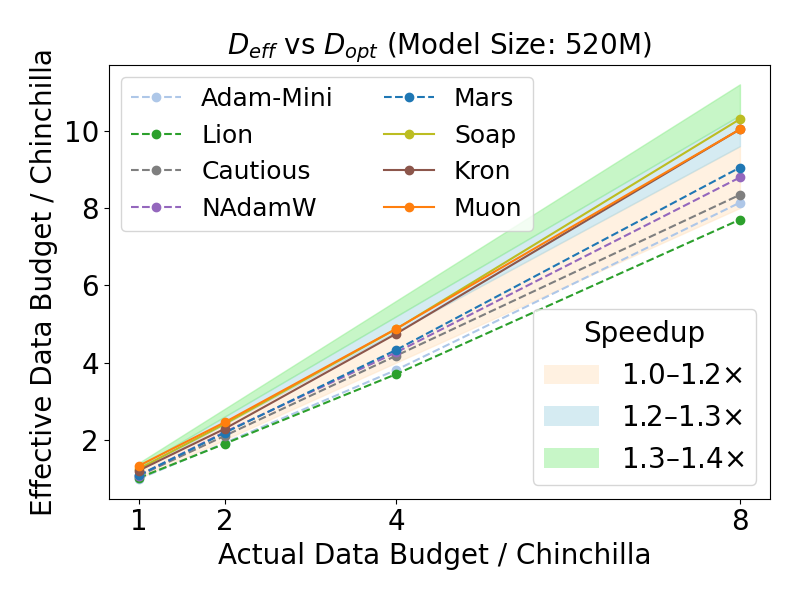 D_eff vs D_opt (Model Size: 520M)
Effective Data Budget / Chinchilla
10
8
6
4
2
Adam-Mini
Lion
Cautious
NAdamW
Mars
Soap
Kron
Muon
Speedup
1.0–1.2×
1.2–1.3×
1.3–1.4×
1 2 4 8
Actual Data Budget / Chinchilla